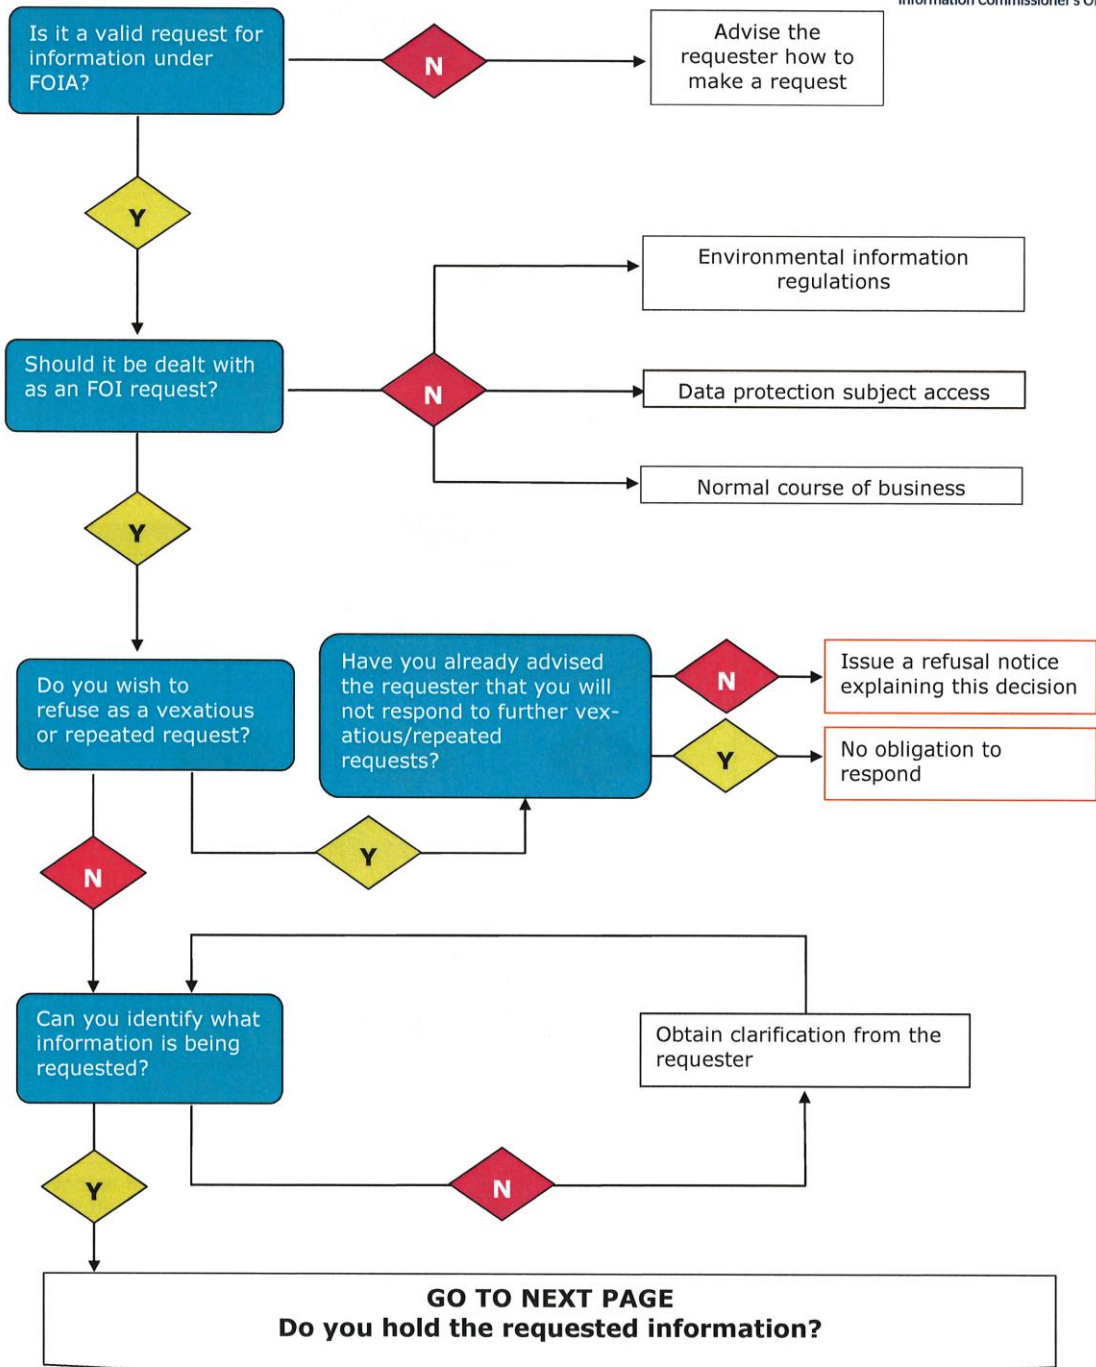 Information Commissioner's
Is it a valid request for
information under
FOIA?
N
Advise the
requester how to
make a request
Y
Environmental information
regulations
Should it be dealt with
as an FOI request?
N
Data protection subject access
Normal course of business
Y
Do you wish to
refuse as a vexatious
or repeated request?
Have you already advised
the requester that you will
not respond to further vex-
atious/repeated
requests?
N
Issue a refusal notice
explaining this decision
Y
No obligation to
respond
Y
N
Can you identify what
information is being
requested?
Obtain clarification from the
requester
Y
N
GO TO NEXT PAGE
Do you hold the requested information?